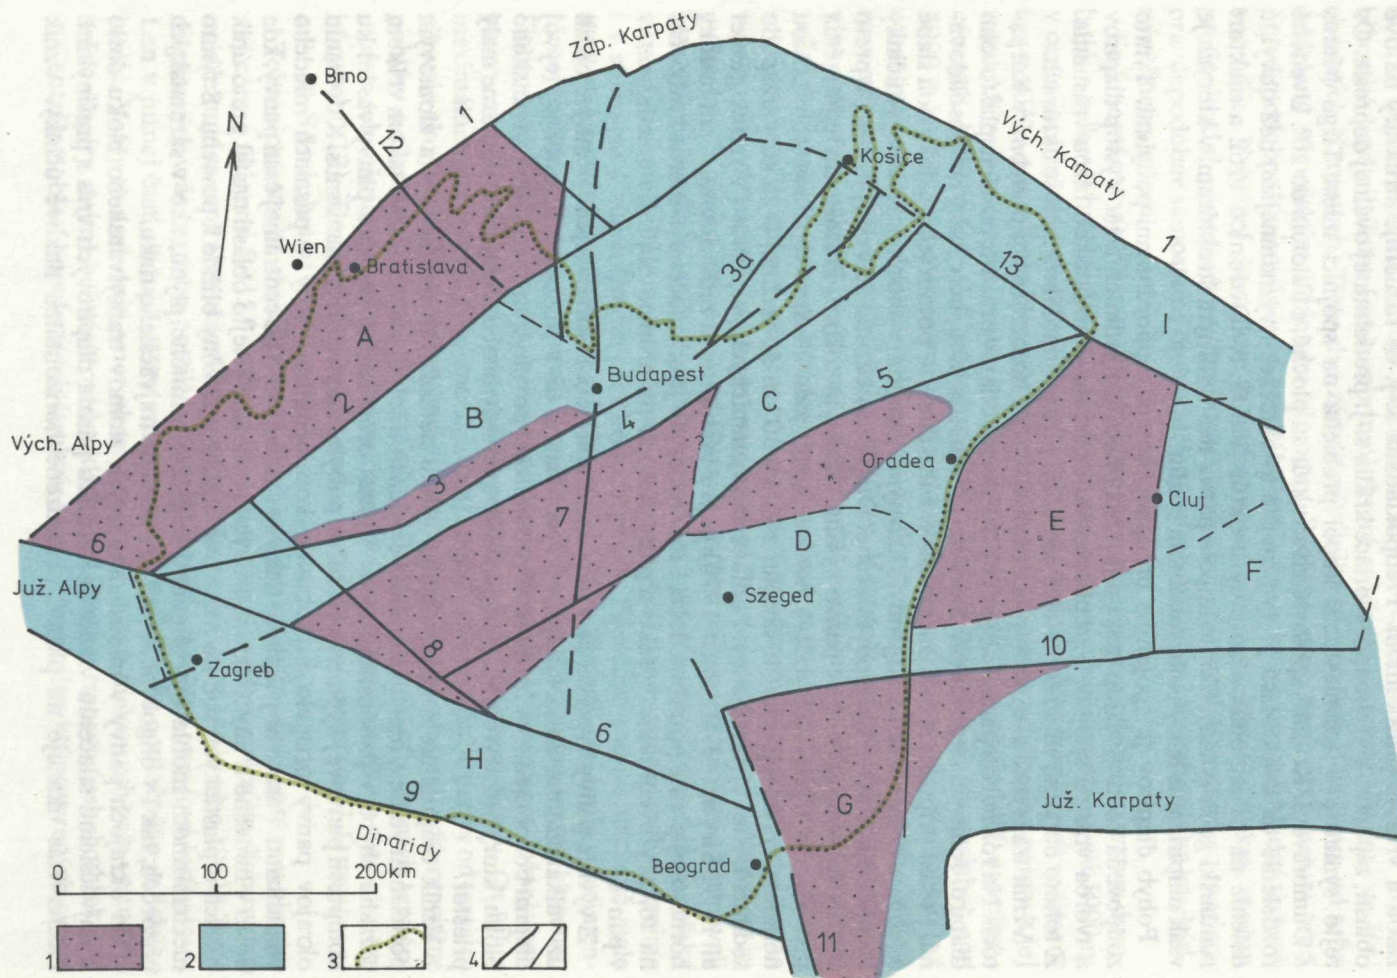 Záp. Karpaty
Brno
N
12
1
Košice
Vých. Karpaty
1
Wien
Bratislava
3a
13
I
A
2
Budapest
B
C
5
4
Vých. Alpy
3
?
Oradea
Cluj
7
E
6
D
F
Juž. Alpy
Szeged
8
10
Zagreb
6
H
9
G
Juž. Karpaty
Dinaridy
Beograd
0 100 200km
11
1 2 3 4